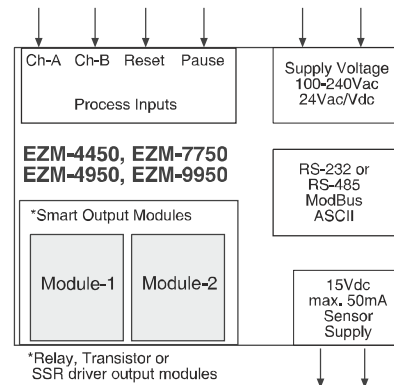 Ch-A Ch-B Reset Pause
Process Inputs
Supply Voltage
100-240Vac
24Vac/Vdc
EZM-4450, EZM-7750
EZM-4950, EZM-9950
RS-232 or
RS-485
ModBus
ASCII
*Smart Output Modules
Module-1 Module-2
15Vdc
max. 50mA
Sensor
Supply
*Relay, Transistor or
SSR driver output modules